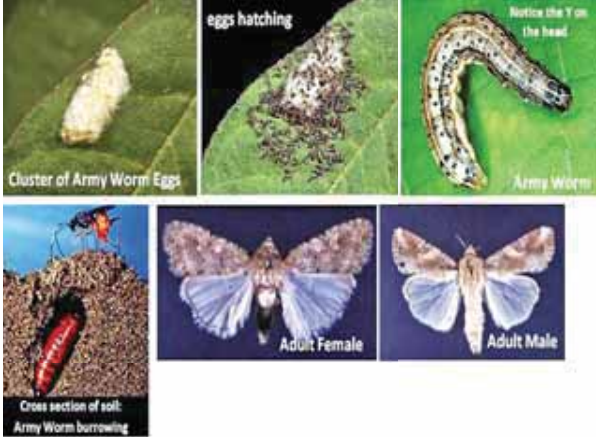 Cluster of Army Worm Eggs
eggs hatching
Notice the Y on
the head
Army Worm
Cross section of soil:
Army Worm burrowing
Adult Female
Adult Male